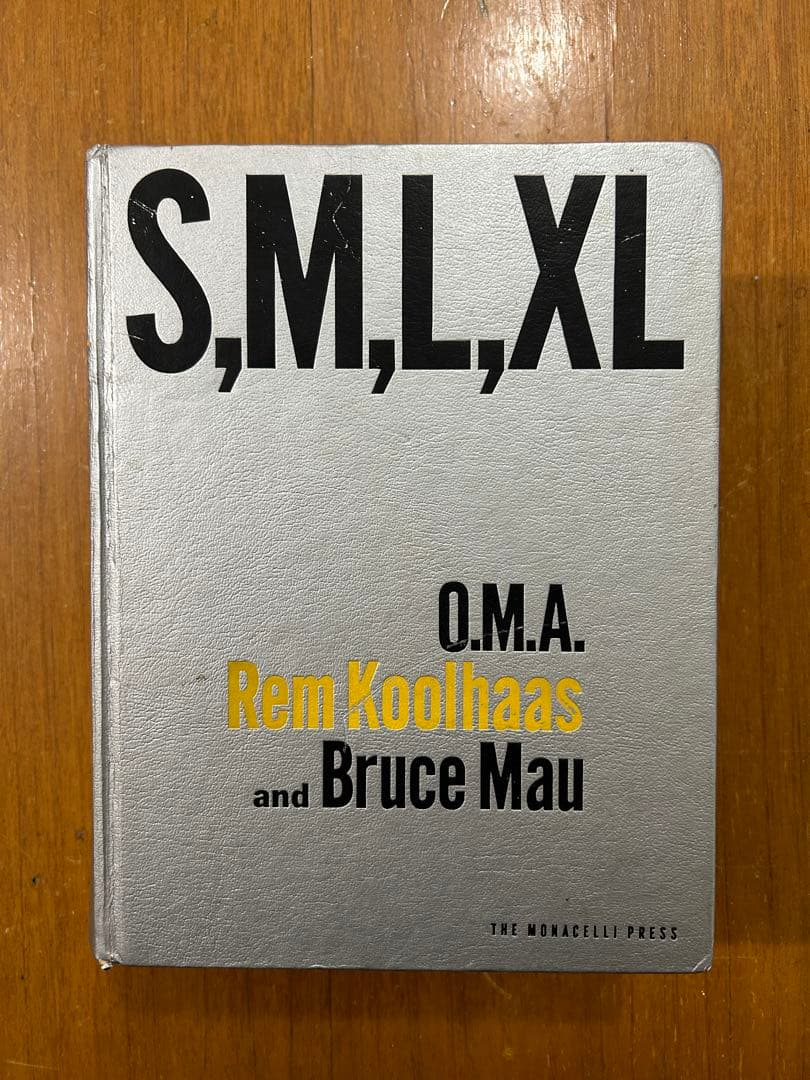 S,M,L,XL
O.M.A.
Rem Koolhaas
and Bruce Mau
THE MONACELLI PRESS